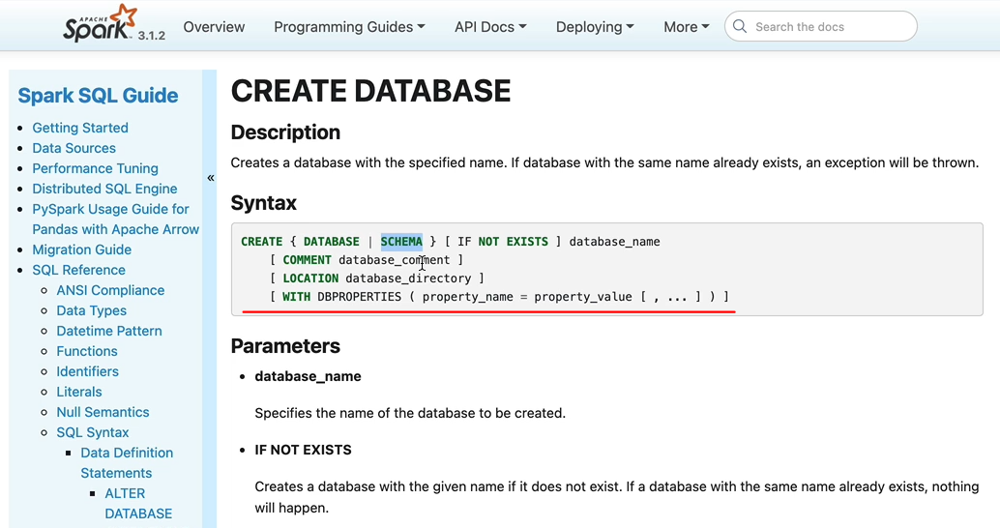 APACHE
Spark 3.1.2 Overview Programming Guides API Docs Deploying More Search the docs
Spark SQL Guide
Getting Started
Data Sources
Performance Tuning
Distributed SQL Engine
PySpark Usage Guide for
Pandas with Apache Arrow
Migration Guide
SQL Reference
ANSI Compliance
Data Types
Datetime Pattern
Functions
Identifiers
Literals
Null Semantics
SQL Syntax
Data Definition
Statements
ALTER
DATABASE
«
CREATE DATABASE
Description
Creates a database with the specified name. If database with the same name already exists, an exception will be thrown.
Syntax
CREATE { DATABASE | SCHEMA } [ IF NOT EXISTS ] database_name
[ COMMENT database_comment ]
[ LOCATION database_directory ]
[ WITH DBPROPERTIES ( property_name = property_value [ , ... ] ) ]
Parameters
database_name
Specifies the name of the database to be created.
IF NOT EXISTS
Creates a database with the given name if it does not exist. If a database with the same name already exists, nothing
will happen.